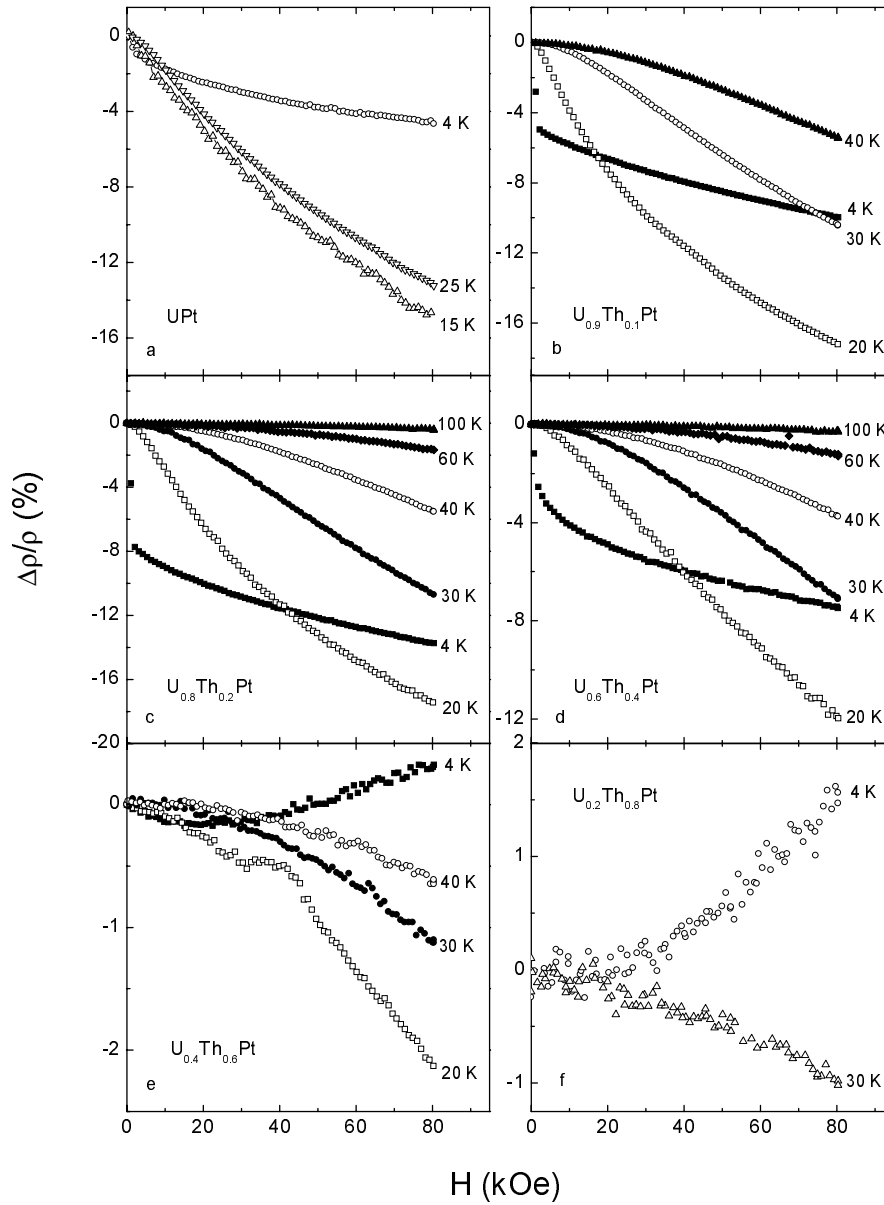 Δρ/ρ (%)
0
-4
-8
-12
-16
4 K
25 K
15 K
UPt
a
0
-4
-8
-12
-16
40 K
4 K
30 K
20 K
U0.9Th0.1Pt
b
0
-4
-8
-12
-16
-20
100 K
60 K
40 K
30 K
4 K
20 K
U0.8Th0.2Pt
c
0
-4
-8
-12
100 K
60 K
40 K
30 K
4 K
20 K
U0.6Th0.4Pt
d
0
-1
-2
4 K
40 K
30 K
20 K
U0.4Th0.6Pt
e
0 20 40 60 80
2
1
0
-1
U0.2Th0.8Pt
4 K
30 K
f
0 20 40 60 80
H (kOe)